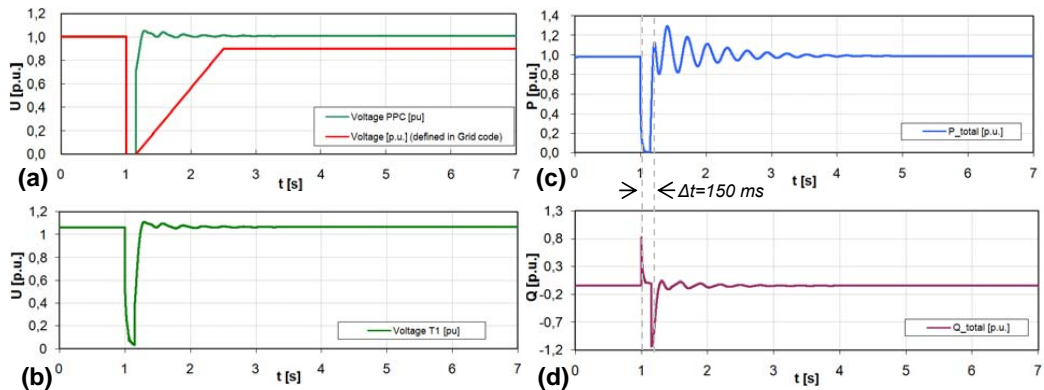 1,2
1,0
0,8
0,6
0,4
0,2
0,0
U [p.u.]
Voltage PPC [pu]
Voltage [p.u.] (defined in Grid code)
0 1 2 3 4 5 6 7
t [s]
(a)
1,2
1
0,8
0,6
0,4
0,2
0
U [p.u.]
Voltage T1 [pu]
0 1 2 3 4 5 6 7
t [s]
(b)
1,4
1,2
1,0
0,8
0,6
0,4
0,2
0,0
P [p.u.]
P_total [p.u.]
0 1 2 3 4 5 6 7
t [s]
(c)
Δt=150 ms
0,8
0,3
-0,2
-0,7
-1,2
Q [p.u.]
Q_total [p.u.]
0 1 2 3 4 5 6 7
t [s]
(d)